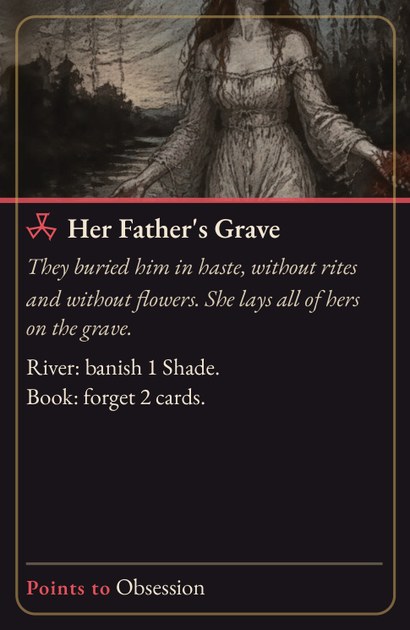 Her Father's Grave
They buried him in haste, without rites
and without flowers. She lays all of hers
on the grave.
River: banish 1 Shade.
Book: forget 2 cards.
Points to Obsession